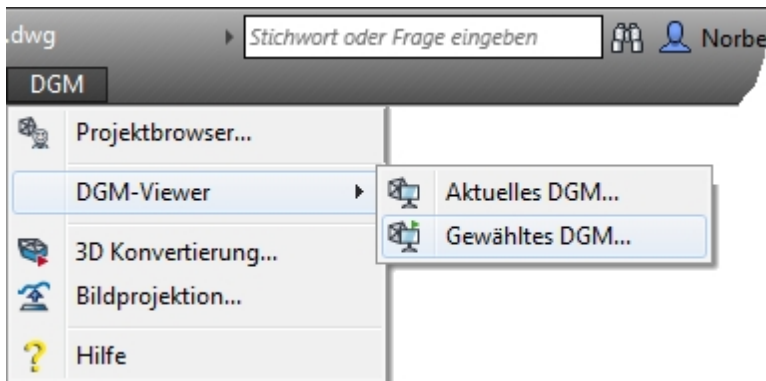 .dwg Stichwort oder Frage eingeben Norbe
DGM
Projektbrowser...
DGM-Viewer
Aktuelles DGM...
Gewähltes DGM...
3D Konvertierung...
Bildprojektion...
Hilfe